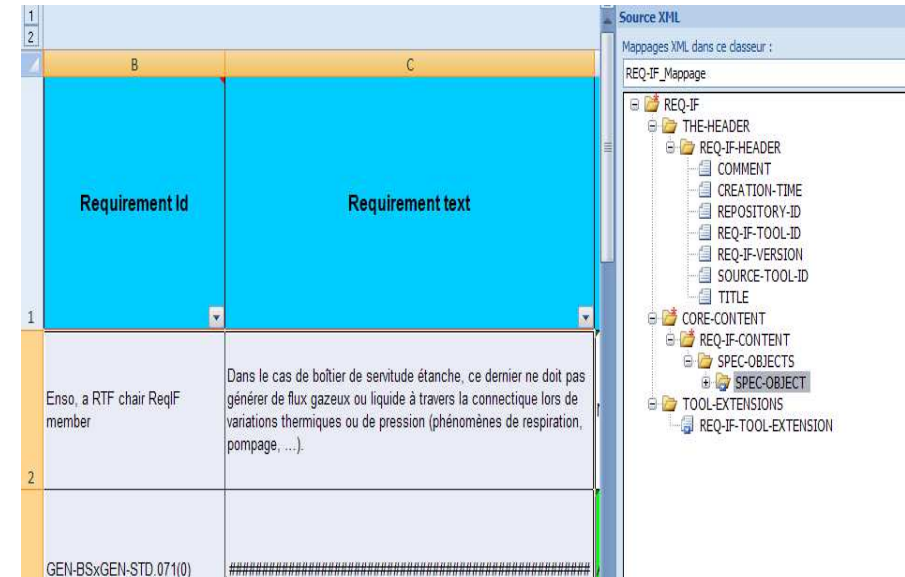 1
2
B
C
Requirement Id
Requirement text
1
Enso, a RTF chair ReqIF
member
Dans le cas de boîtier de servitude étanche, ce dernier ne doit pas
générer de flux gazeux ou liquide à travers la connectique lors de
variations thermiques ou de pression (phénomènes de respiration,
pompage, …).
2
GEN-BSxGEN-STD.071(0)
####################################################
Source XML
Mappages XML dans ce classeur :
REQ-IF_Mappage
REQ-IF
THE-HEADER
REQ-IF-HEADER
COMMENT
CREATION-TIME
REPOSITORY-ID
REQ-IF-TOOL-ID
REQ-IF-VERSION
SOURCE-TOOL-ID
TITLE
CORE-CONTENT
REQ-IF-CONTENT
SPEC-OBJECTS
SPEC-OBJECT
TOOL-EXTENSIONS
REQ-IF-TOOL-EXTENSION